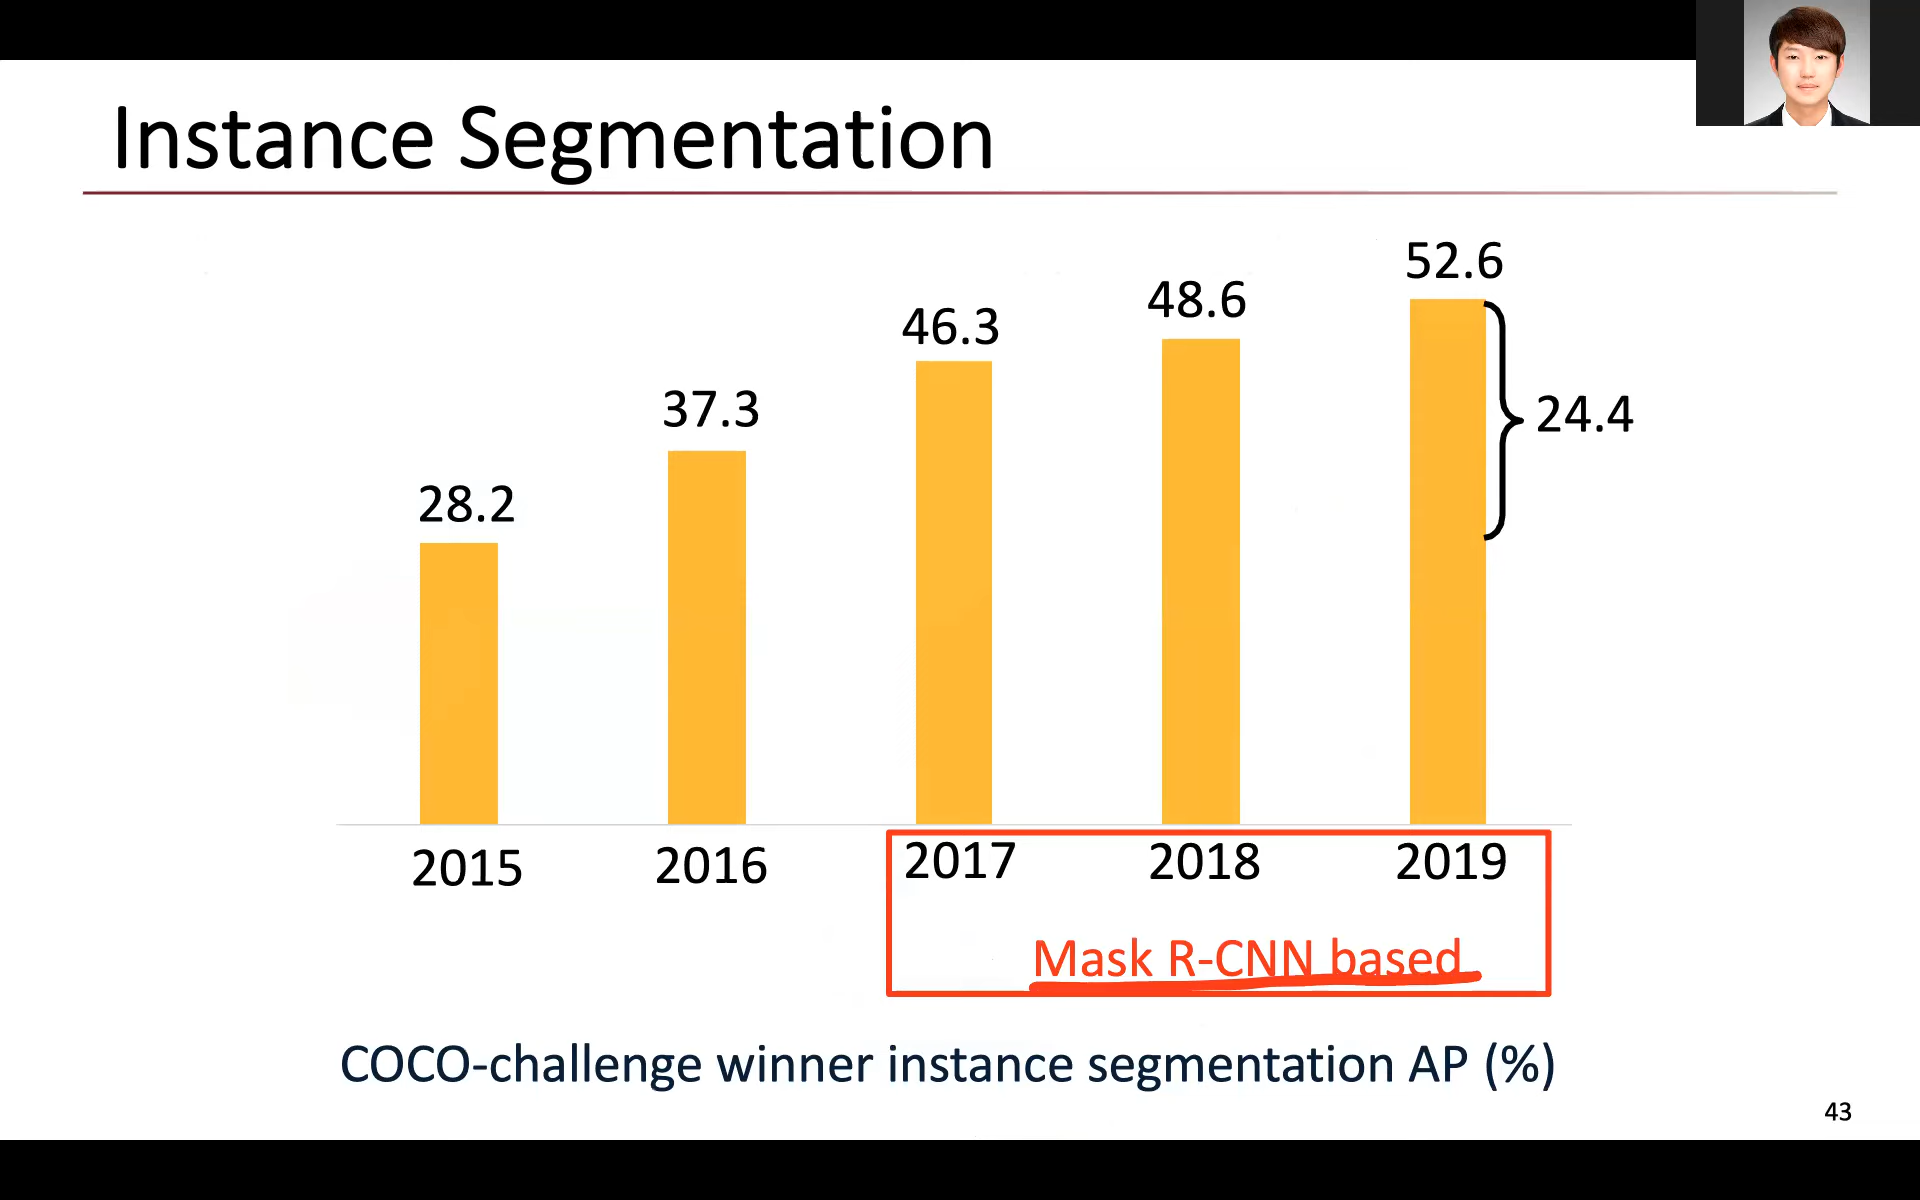 Instance Segmentation
52.6
48.6
46.3
37.3
24.4
28.2
2015 2016 2017 2018 2019
Mask R-CNN based
COCO-challenge winner instance segmentation AP (%)
43